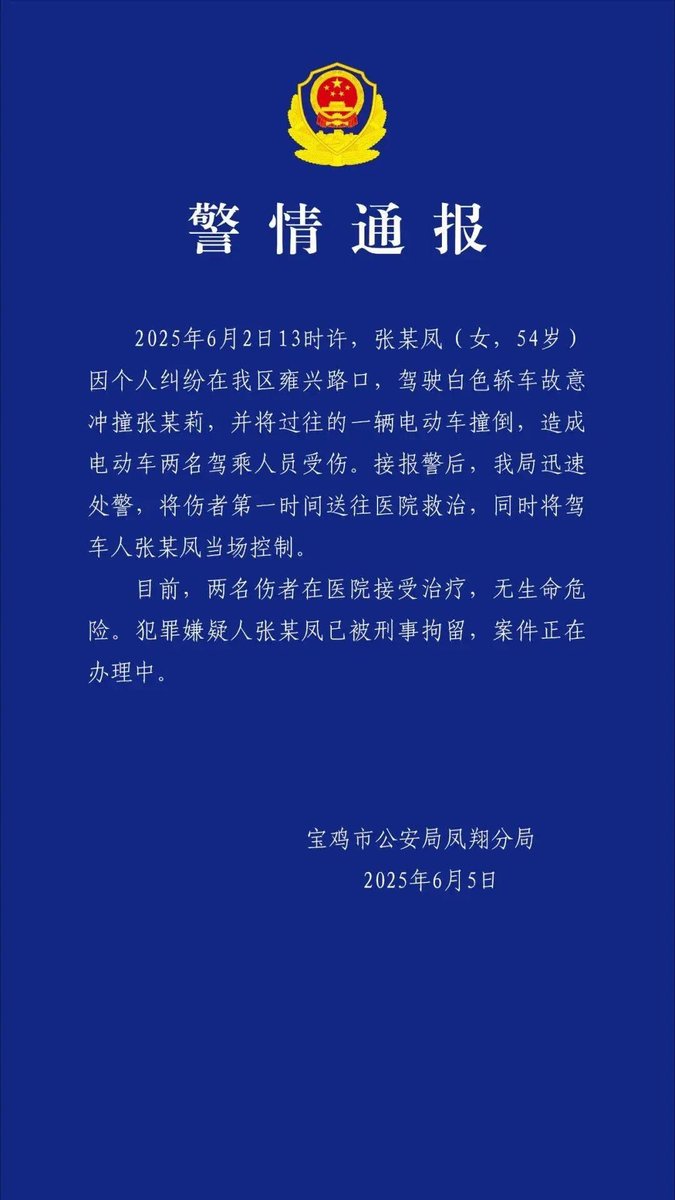 警情通报
2025年6月2日13时许，张某凤（女，54岁）
因个人纠纷在我区雍兴路口，驾驶白色轿车故意
冲撞张某莉，并将过往的一辆电动车撞倒，造成
电动车两名驾乘人员受伤。接报警后，我局迅速
处警，将伤者第一时间送往医院救治，同时将驾
车人张某凤当场控制。
目前，两名伤者在医院接受治疗，无生命危
险。犯罪嫌疑人张某凤已被刑事拘留，案件正在
办理中。
宝鸡市公安局凤翔分局
2025年6月5日